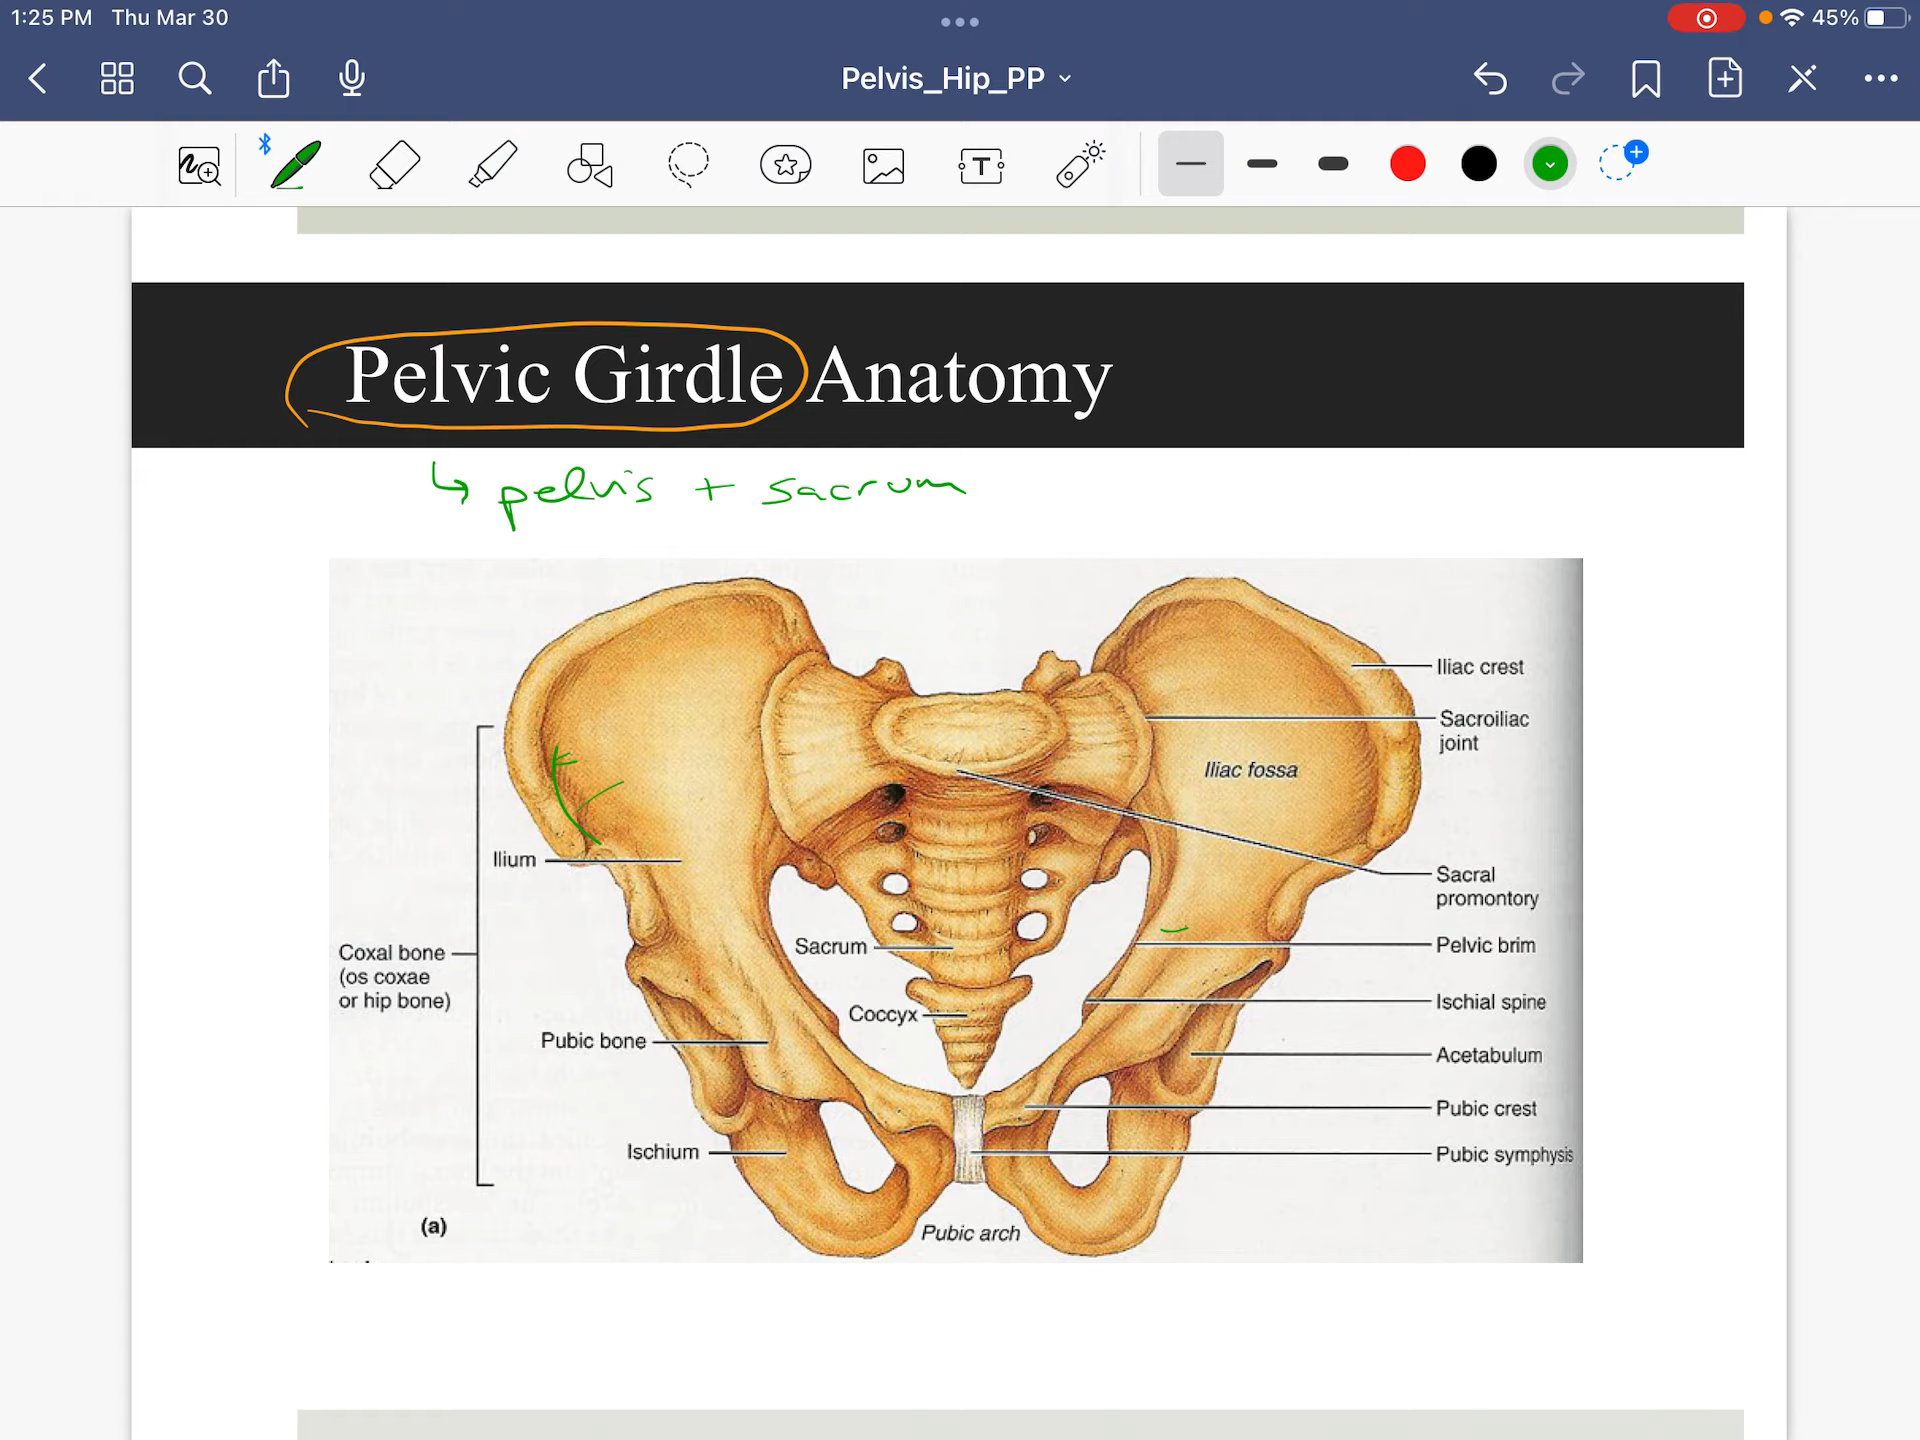 1:25 PM Thu Mar 30
45%
Pelvis_Hip_PP
T
Pelvic Girdle Anatomy
↳ pelvis + sacrum
Iliac crest
Sacroiliac
joint
Iliac fossa
Ilium
Sacral
promontory
Coxal bone
(os coxae
or hip bone)
Sacrum
Pelvic brim
Coccyx
Ischial spine
Pubic bone
Acetabulum
Pubic crest
Ischium
Pubic symphysis
(a)
Pubic arch